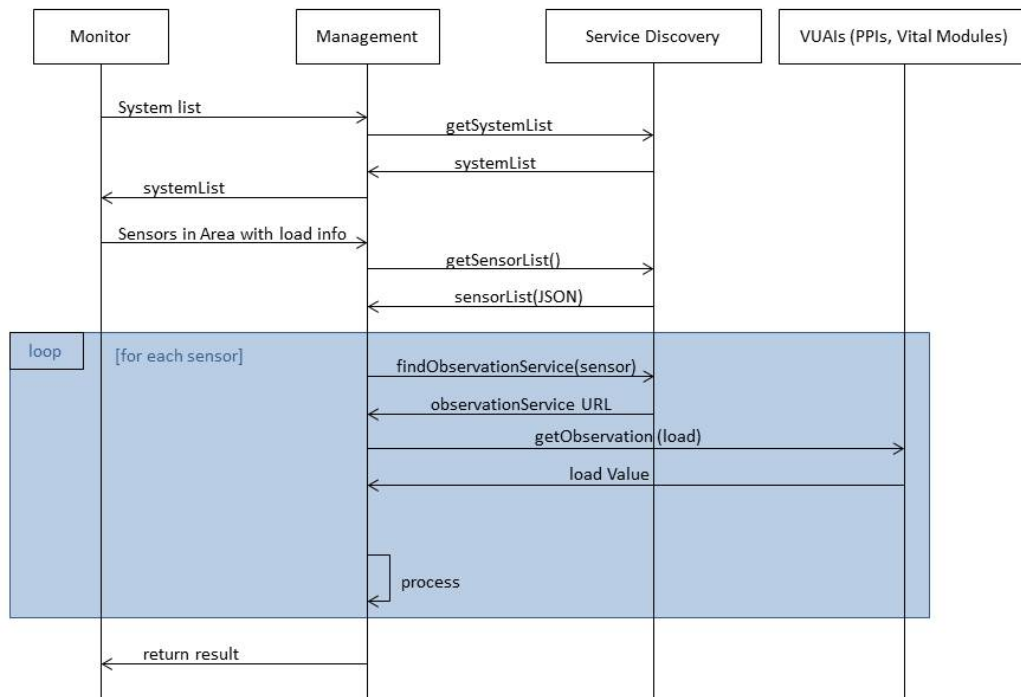 Monitor
Management
Service Discovery
VUAIs (PPIs, Vital Modules)
System list
getSystemList
systemList
systemList
Sensors in Area with load info
getSensorList()
sensorList(JSON)
loop
[for each sensor]
findObservationService(sensor)
observationService URL
getObservation (load)
load Value
process
return result